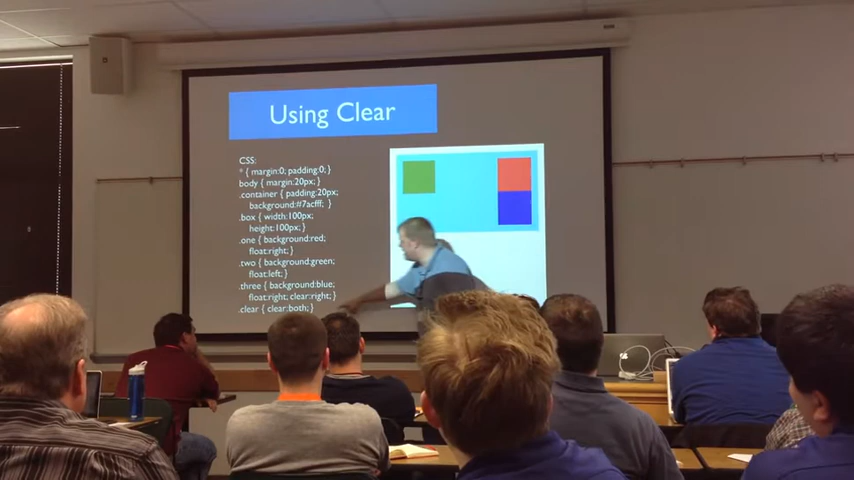 Using Clear
CSS:
* { margin:0; padding:0; }
body { margin:20px; }
.container { padding:20px;
background:#7acfff; }
.box { width:100px;
height:100px; }
.one { background:red;
float:right; }
.two { background:green;
float:left; }
.three { background:blue;
float:right; clear:right; }
.clear { clear:both; }